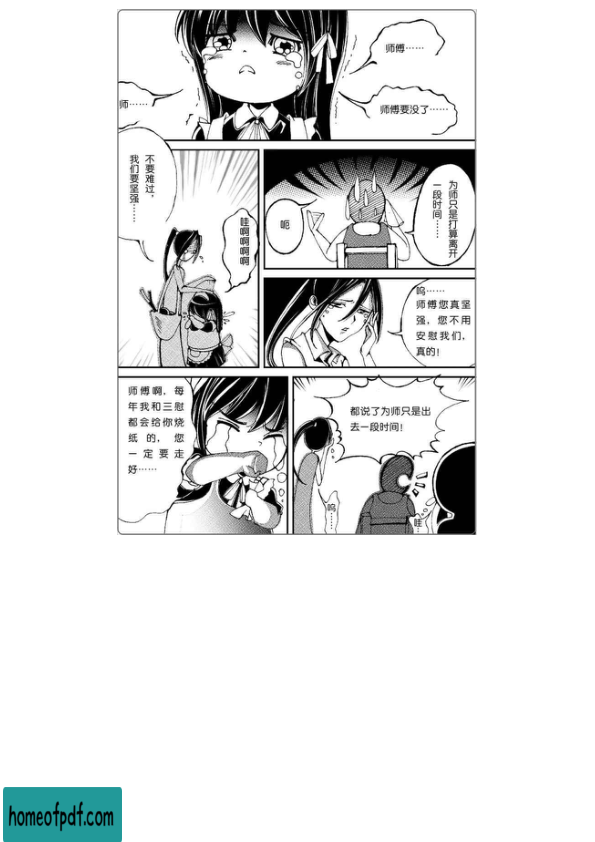 师傅……
师……
师傅要没了……
为师只是打算离开
一段时间……
呃
不要难过，
我们要坚强……
哇啊啊啊啊
呜……
师傅您真坚
强，您不用
安慰我们，
真的！
都说了为师只是出
去一段时间！
呜……
哇…
师傅啊，每
年我和三慰
都会给你烧
纸的，您
一定要走
好……
homeofpdf.com